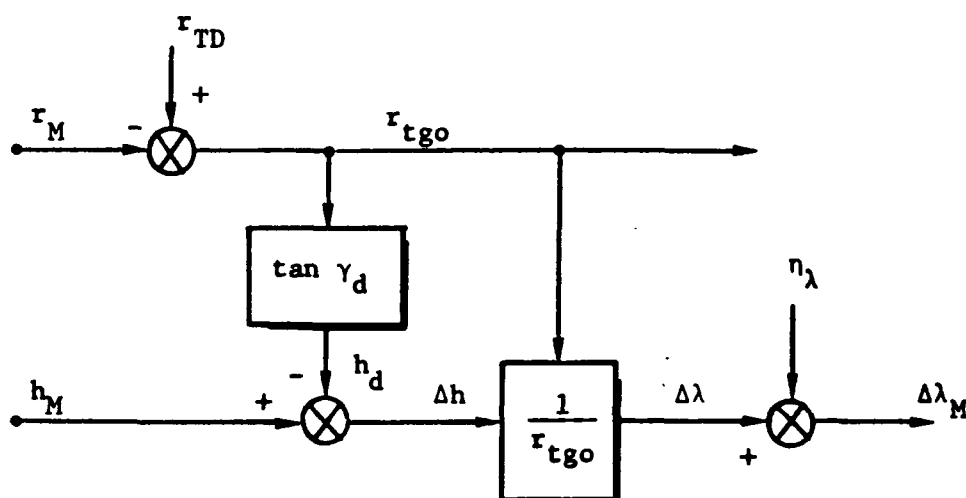 r_TD
+
r_M
-
r_tgo
tan γ_d
η_λ
-
h_d
h_M
+
Δh
1
r_tgo
Δλ
+
Δλ_M